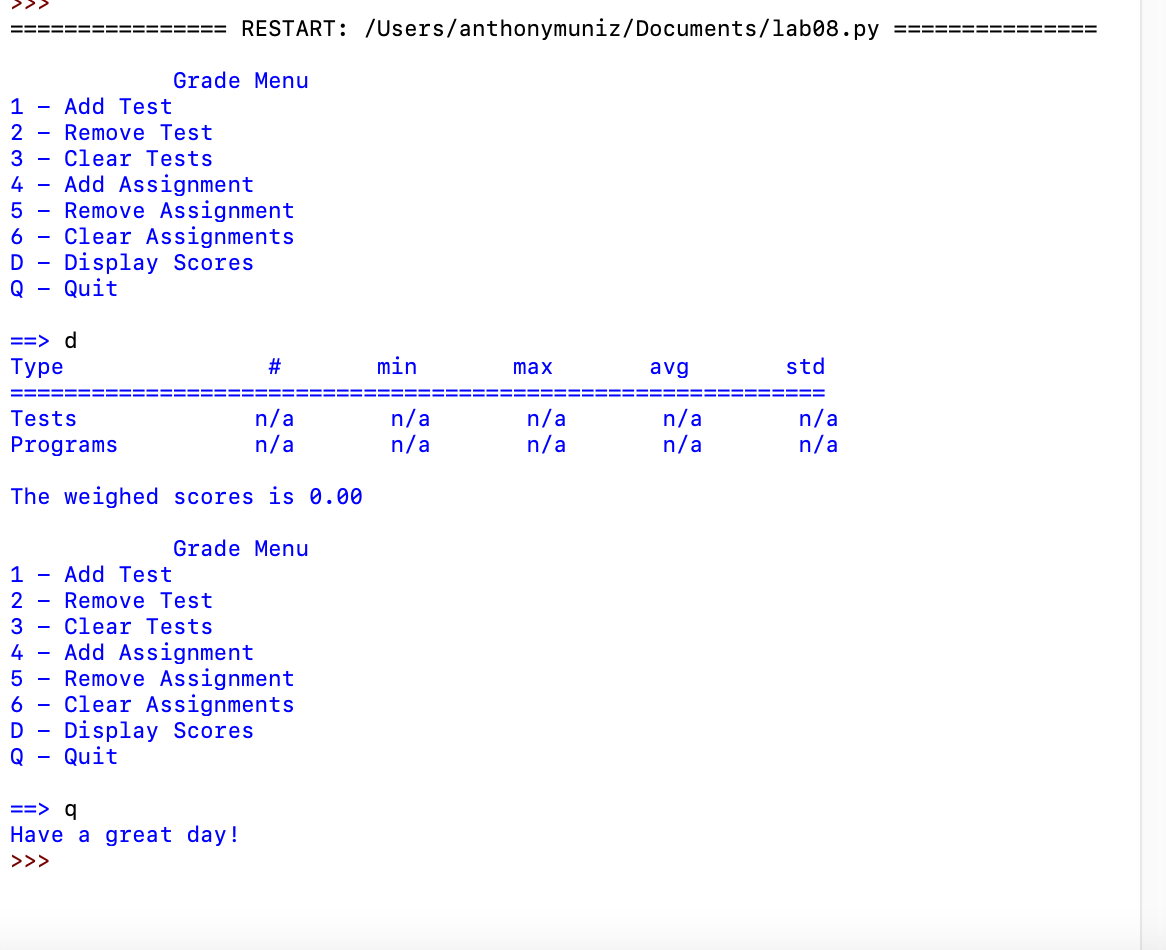 >>>
================ RESTART: /Users/anthonymuniz/Documents/lab08.py ===============
            Grade Menu
1 - Add Test
2 - Remove Test
3 - Clear Tests
4 - Add Assignment
5 - Remove Assignment
6 - Clear Assignments
D - Display Scores
Q - Quit
==> d
Type               #       min       max       avg       std
============================================================
Tests             n/a       n/a       n/a       n/a       n/a
Programs          n/a       n/a       n/a       n/a       n/a
The weighed scores is 0.00
            Grade Menu
1 - Add Test
2 - Remove Test
3 - Clear Tests
4 - Add Assignment
5 - Remove Assignment
6 - Clear Assignments
D - Display Scores
Q - Quit
==> q
Have a great day!
>>>